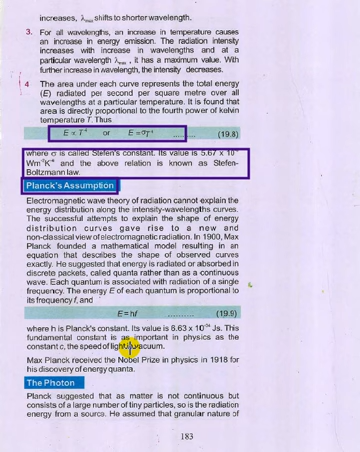 increases, λmax shifts to shorter wavelength.
3. For all wavelengths, an increase in temperature causes
an increase in energy emission. The radiation intensity
increases with increase in wavelengths and at a
particular wavelength λmax , it has a maximum value. With
further increase in wavelength, the intensity decreases.
4 The area under each curve represents the total energy
(E) radiated per second per square metre over all
wavelengths at a particular temperature. It is found that
area is directly proportional to the fourth power of kelvin
temperature T. Thus
E ∝ T⁴ or E = σT⁴ .......... (19.8)
where σ is called Stefen's constant. Its value is 5.67 x 10
Wm⁻²K⁻⁴ and the above relation is known as Stefen-
Boltzmann law.
Planck's Assumption
Electromagnetic wave theory of radiation cannot explain the
energy distribution along the intensity-wavelengths curves.
The successful attempts to explain the shape of energy
distribution curves gave rise to a new and
non-classical view of electromagnetic radiation. In 1900, Max
Planck founded a mathematical model resulting in an
equation that describes the shape of observed curves
exactly. He suggested that energy is radiated or absorbed in
discrete packets, called quanta rather than as a continuous
wave. Each quantum is associated with radiation of a single
frequency. The energy E of each quantum is proportional to
its frequency f, and
E = hf .......... (19.9)
where h is Planck's constant. Its value is 6.63 x 10⁻³⁴ Js. This
fundamental constant is as important in physics as the
constant c, the speed of light vacuum.
Max Planck received the Nobel Prize in physics in 1918 for
his discovery of energy quanta.
The Photon
Planck suggested that as matter is not continuous but
consists of a large number of tiny particles, so is the radiation
energy from a source. He assumed that granular nature of
183